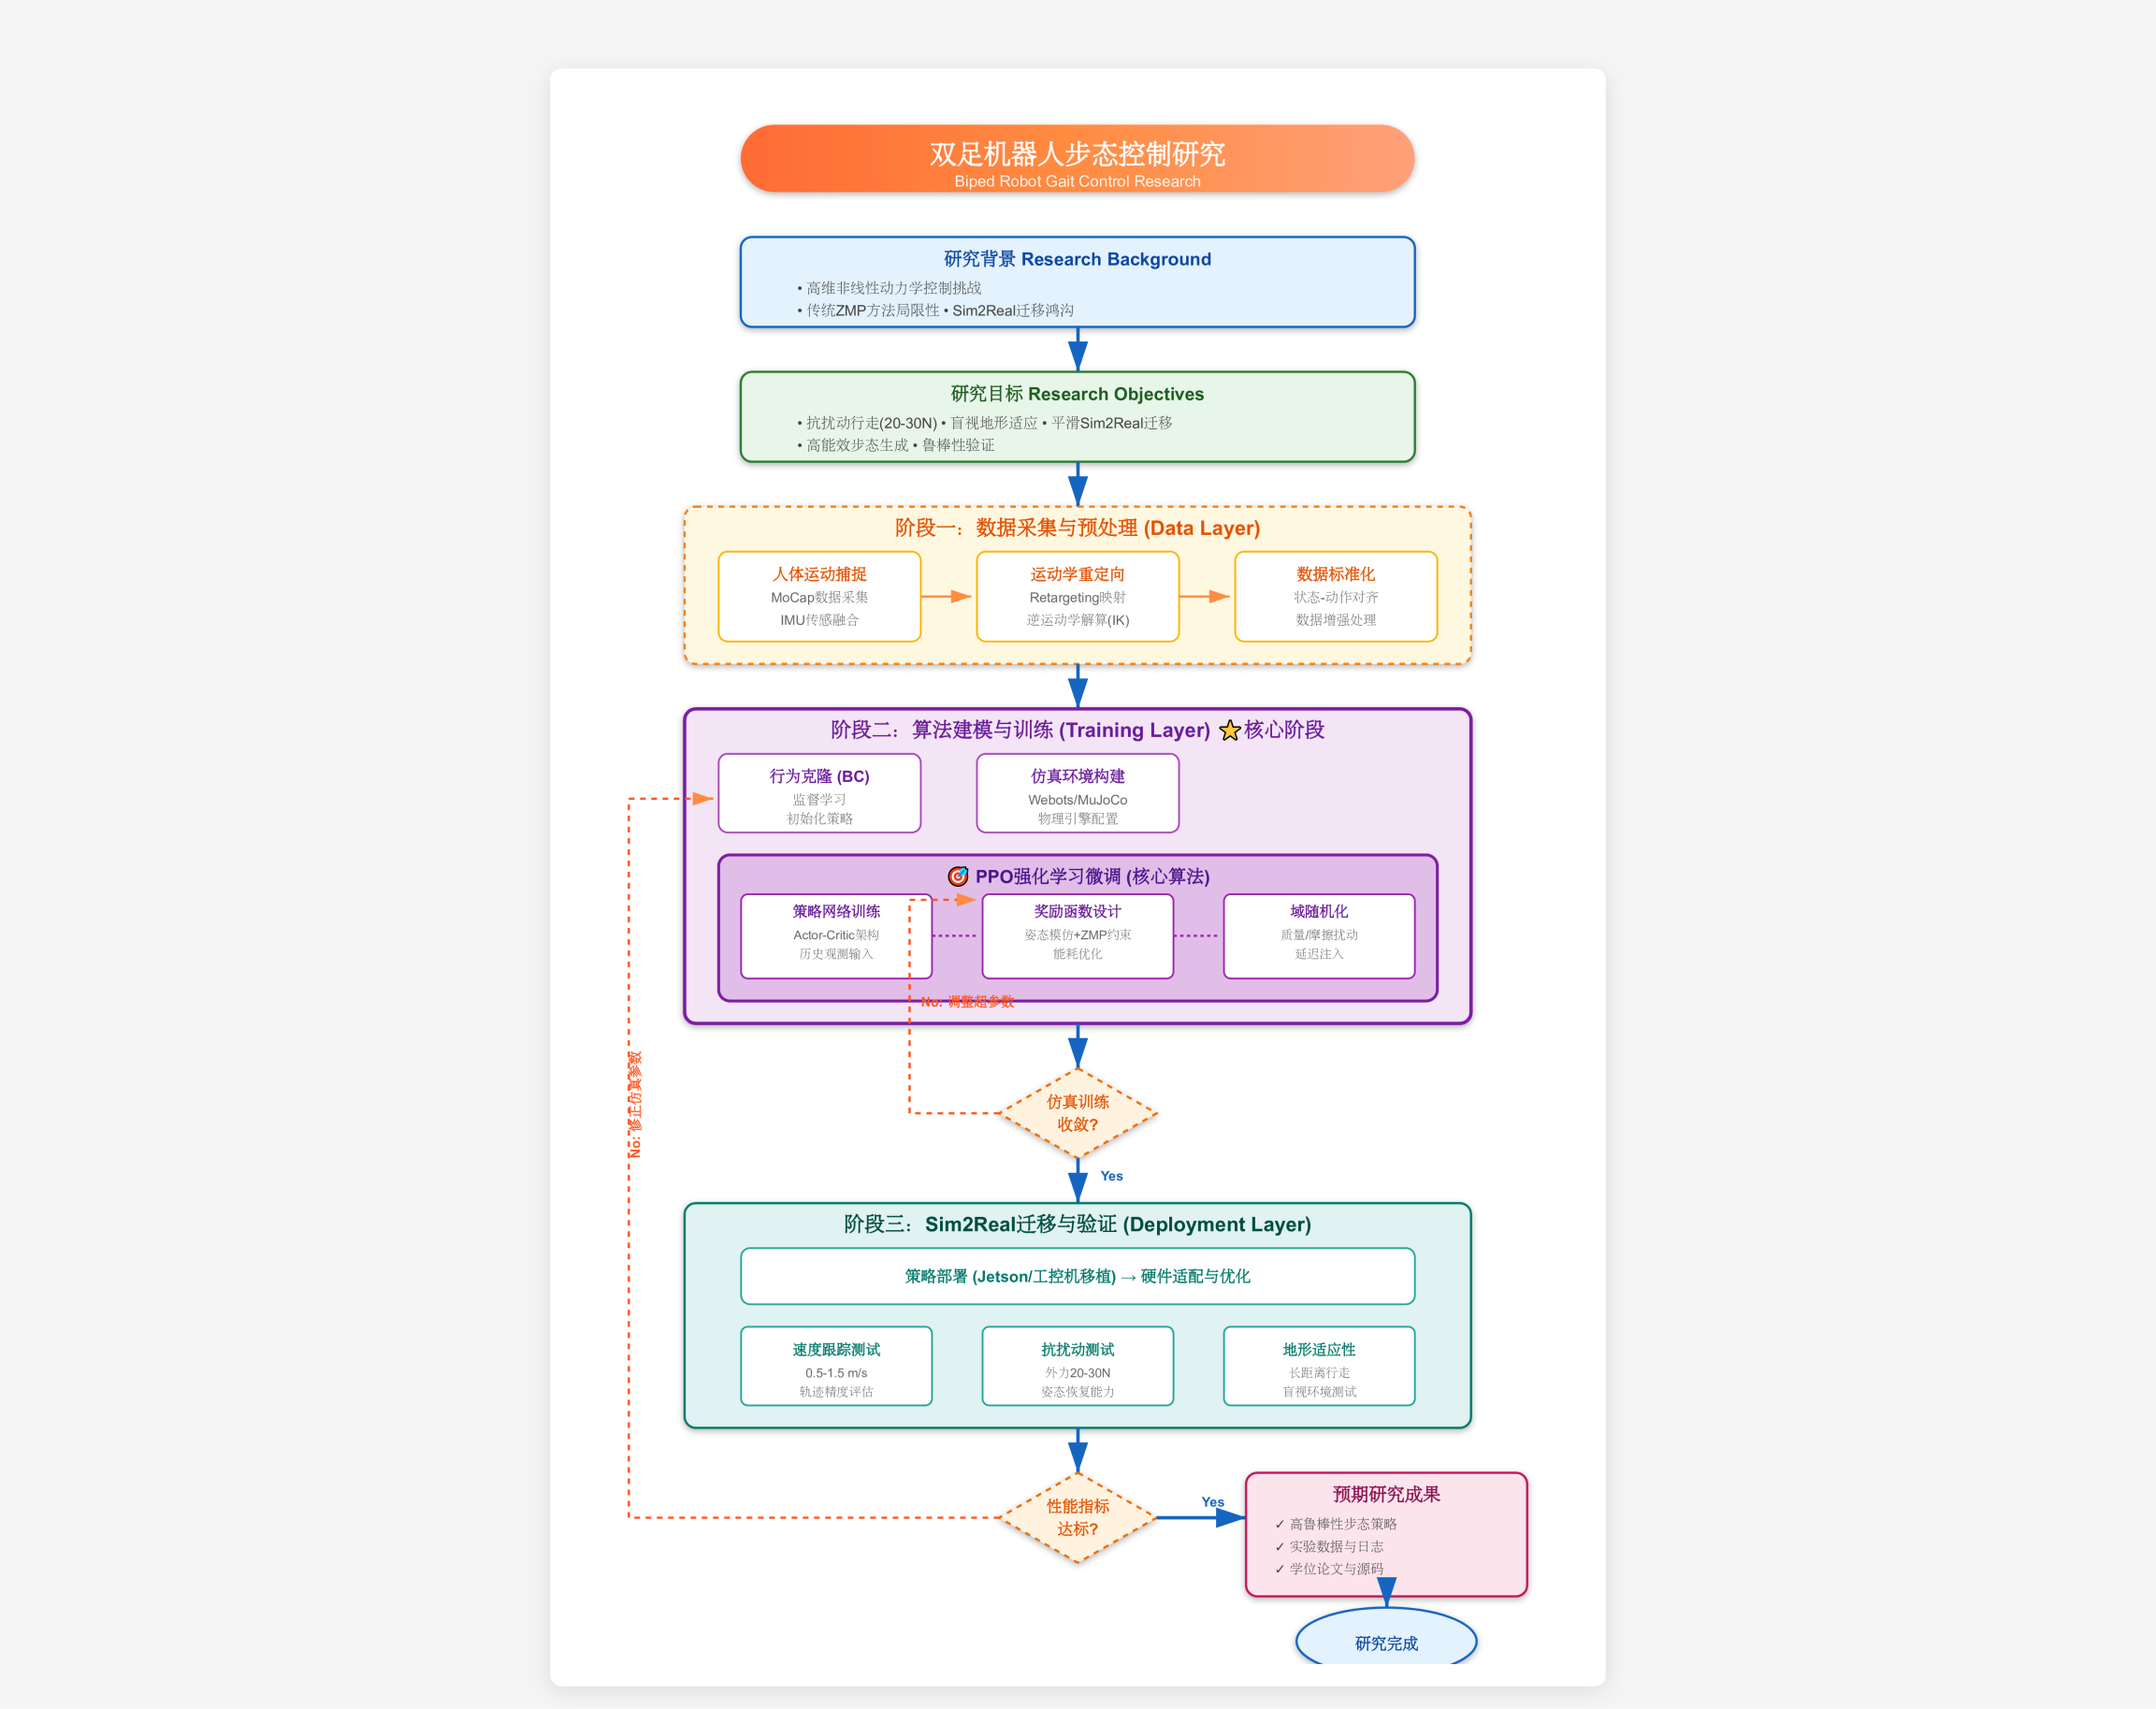 双足机器人步态控制研究
Biped Robot Gait Control Research
研究背景 Research Background
• 高维非线性动力学控制挑战
• 传统ZMP方法局限性 • Sim2Real迁移鸿沟
研究目标 Research Objectives
• 抗扰动行走(20-30N) • 盲视地形适应 • 平滑Sim2Real迁移
• 高能效步态生成 • 鲁棒性验证
阶段一：数据采集与预处理 (Data Layer)
人体运动捕捉
MoCap数据采集
IMU传感融合
运动学重定向
Retargeting映射
逆运动学解算(IK)
数据标准化
状态-动作对齐
数据增强处理
阶段二：算法建模与训练 (Training Layer) ⭐核心阶段
行为克隆 (BC)
监督学习
初始化策略
仿真环境构建
Webots/MuJoCo
物理引擎配置
🎯 PPO强化学习微调 (核心算法)
策略网络训练
Actor-Critic架构
历史观测输入
奖励函数设计
姿态模仿+ZMP约束
能耗优化
域随机化
质量/摩擦扰动
延迟注入
No: 调整超参数
仿真训练
收敛?
Yes
No: 修正仿真参数
阶段三：Sim2Real迁移与验证 (Deployment Layer)
策略部署 (Jetson/工控机移植) → 硬件适配与优化
速度跟踪测试
0.5-1.5 m/s
轨迹精度评估
抗扰动测试
外力20-30N
姿态恢复能力
地形适应性
长距离行走
盲视环境测试
性能指标
达标?
Yes
预期研究成果
✓ 高鲁棒性步态策略
✓ 实验数据与日志
✓ 学位论文与源码
研究完成